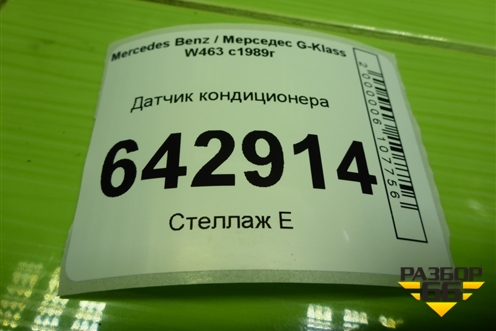 Mercedes Benz / Мерседес G-Klass
W463 с1989г
Датчик кондиционера
642914
Стеллаж Е
2000006107756
РАЗБОР
66